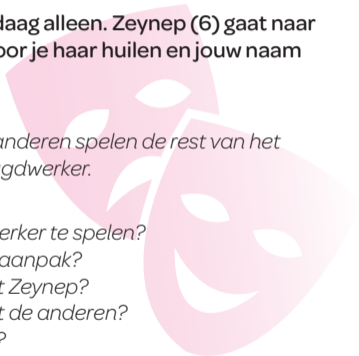 daag alleen. Zeynep (6) gaat naar
oor je haar huilen en jouw naam
anderen spelen de rest van het
gdwerker.
erker te spelen?
aanpak?
t Zeynep?
t de anderen?
?